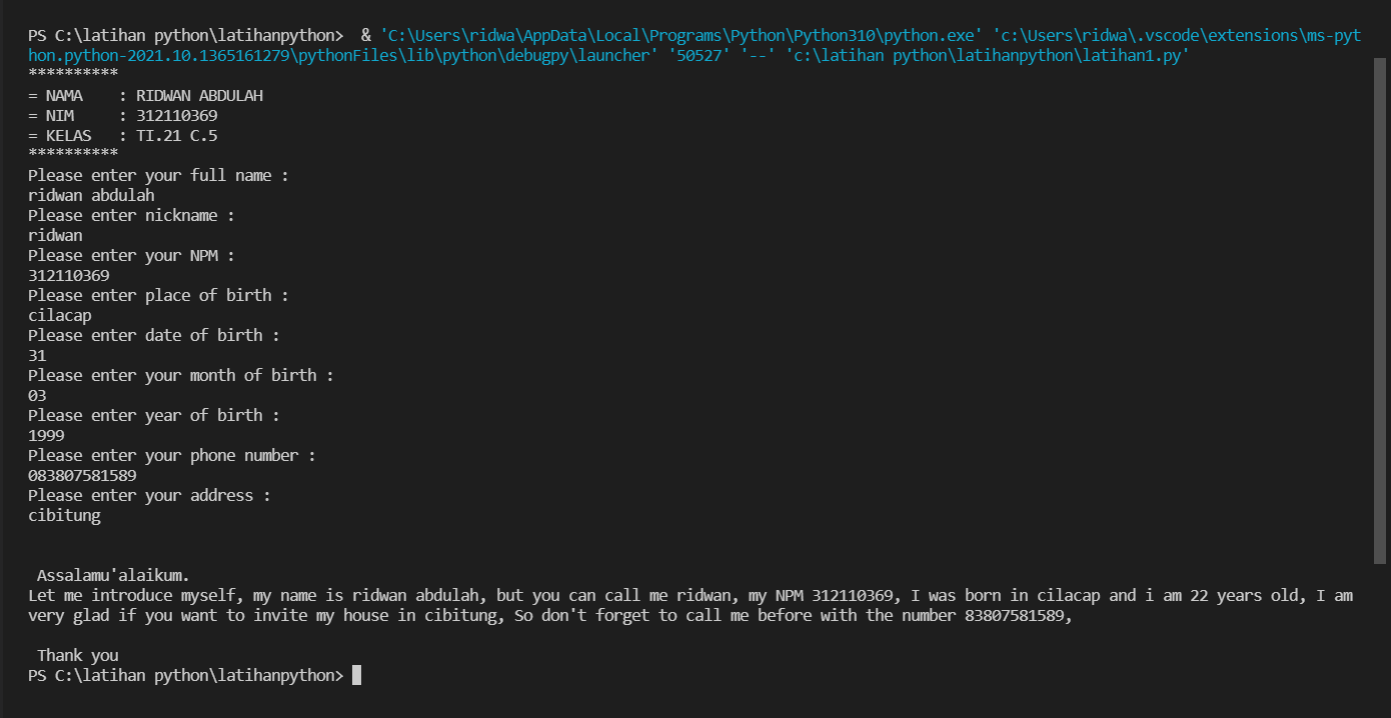 PS C:\latihan python\latihanpython>  & 'C:\Users\ridwa\AppData\Local\Programs\Python\Python310\python.exe' 'c:\Users\ridwa\.vscode\extensions\ms-pyt
hon.python-2021.10.1365161279\pythonFiles\lib\python\debugpy\launcher' '50527' '--' 'c:\latihan python\latihanpython\latihan1.py'
**********
= NAMA    : RIDWAN ABDULAH
= NIM     : 312110369
= KELAS   : TI.21 C.5
**********
Please enter your full name :
ridwan abdulah
Please enter nickname :
ridwan
Please enter your NPM :
312110369
Please enter place of birth :
cilacap
Please enter date of birth :
31
Please enter your month of birth :
03
Please enter year of birth :
1999
Please enter your phone number :
083807581589
Please enter your address :
cibitung
Assalamu'alaikum.
Let me introduce myself, my name is ridwan abdulah, but you can call me ridwan, my NPM 312110369, I was born in cilacap and i am 22 years old, I am
very glad if you want to invite my house in cibitung, So don't forget to call me before with the number 83807581589,
Thank you
PS C:\latihan python\latihanpython>